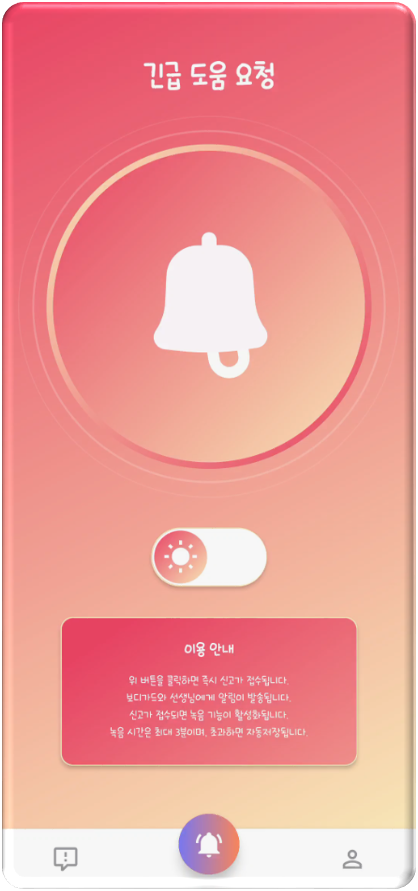 긴급 도움 요청
이용 안내
위 버튼을 클릭하면 즉시 신고가 접수됩니다.
보디가드와 선생님에게 알림이 발송됩니다.
신고가 접수되면 녹음 기능이 활성화됩니다.
녹음 시간은 최대 3분이며, 초과하면 자동저장됩니다.